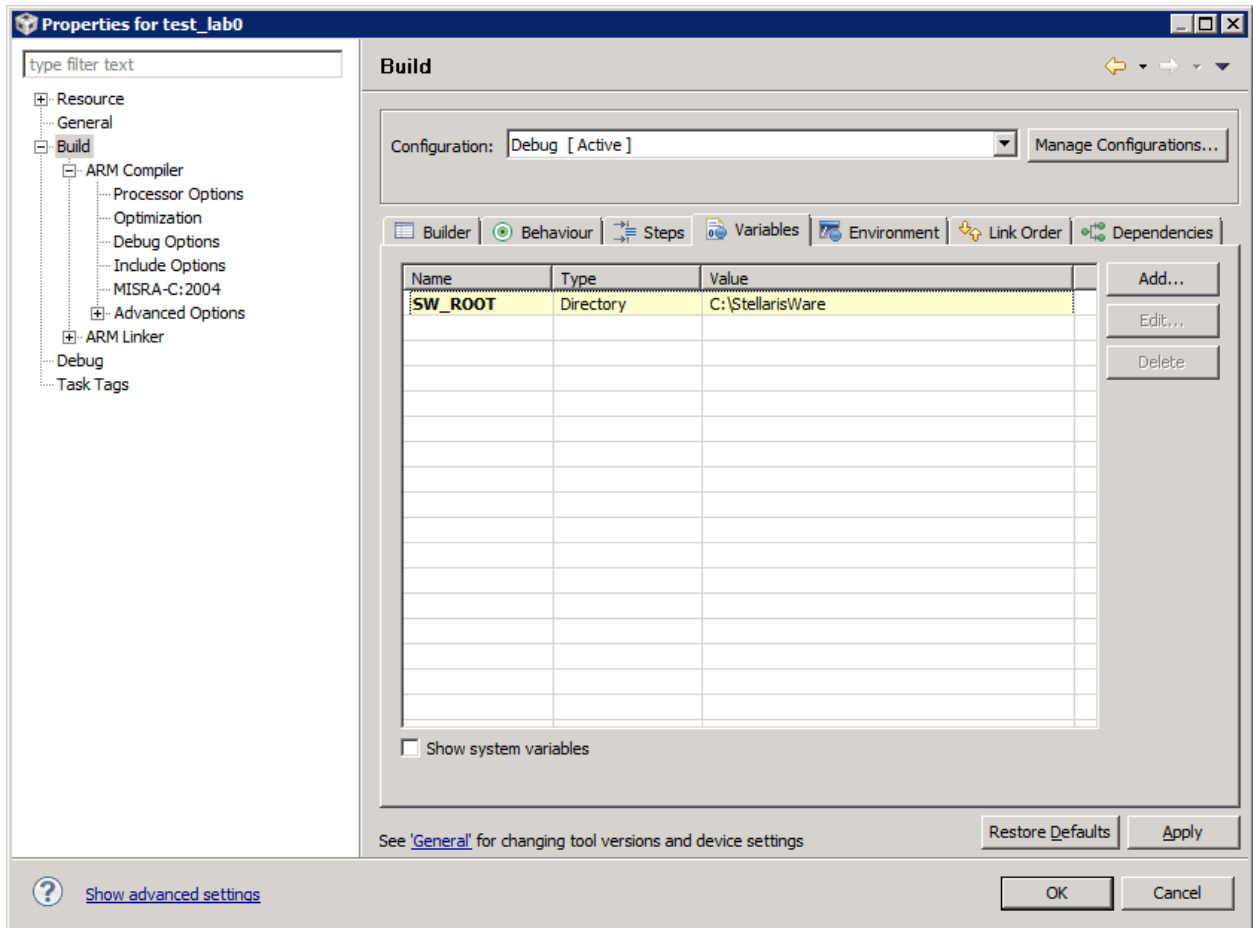 Properties for test_lab0
type filter text
Resource
General
Build
ARM Compiler
Processor Options
Optimization
Debug Options
Include Options
MISRA-C:2004
Advanced Options
ARM Linker
Debug
Task Tags
Build
Configuration: Debug [ Active ] Manage Configurations...
Builder Behaviour Steps Variables Environment Link Order Dependencies
Name Type Value
SW_ROOT Directory C:\StellarisWare
Add...
Edit...
Delete
Show system variables
See 'General' for changing tool versions and device settings
Restore Defaults Apply
Show advanced settings
OK Cancel